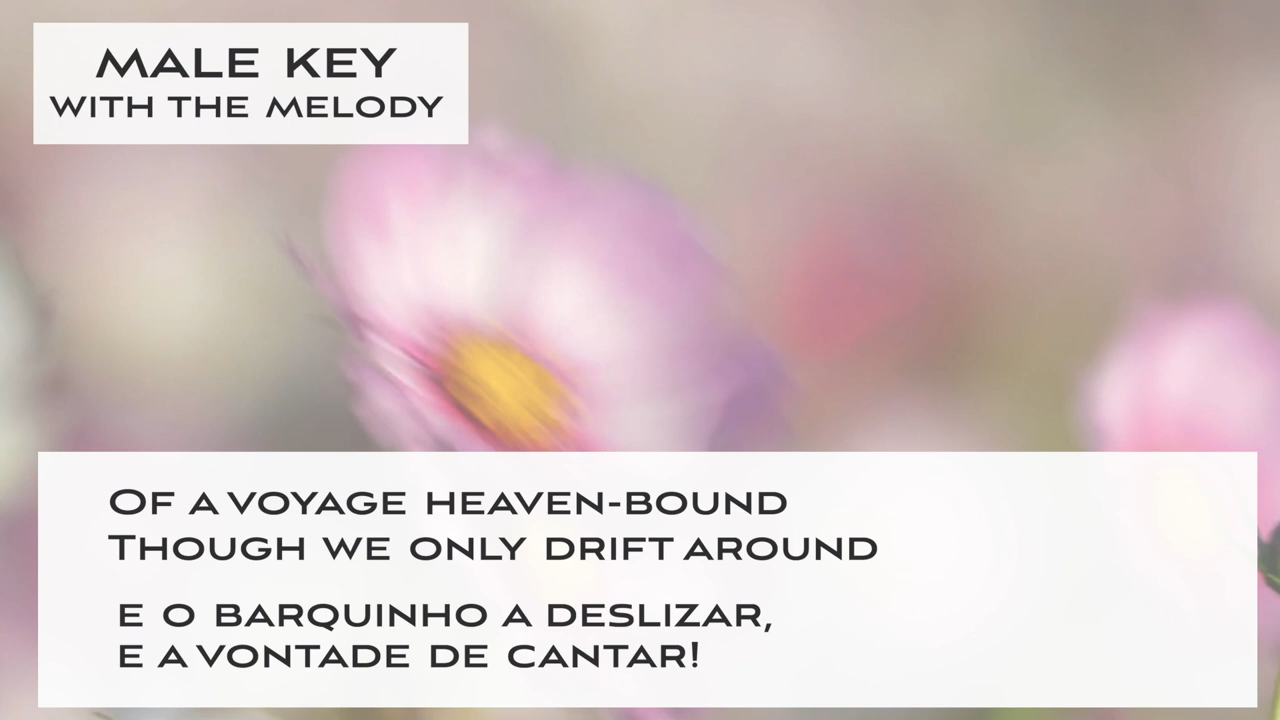 MALE KEY
WITH THE MELODY
OF A VOYAGE HEAVEN-BOUND
THOUGH WE ONLY DRIFT AROUND
E O BARQUINHO A DESLIZAR,
E A VONTADE DE CANTAR!